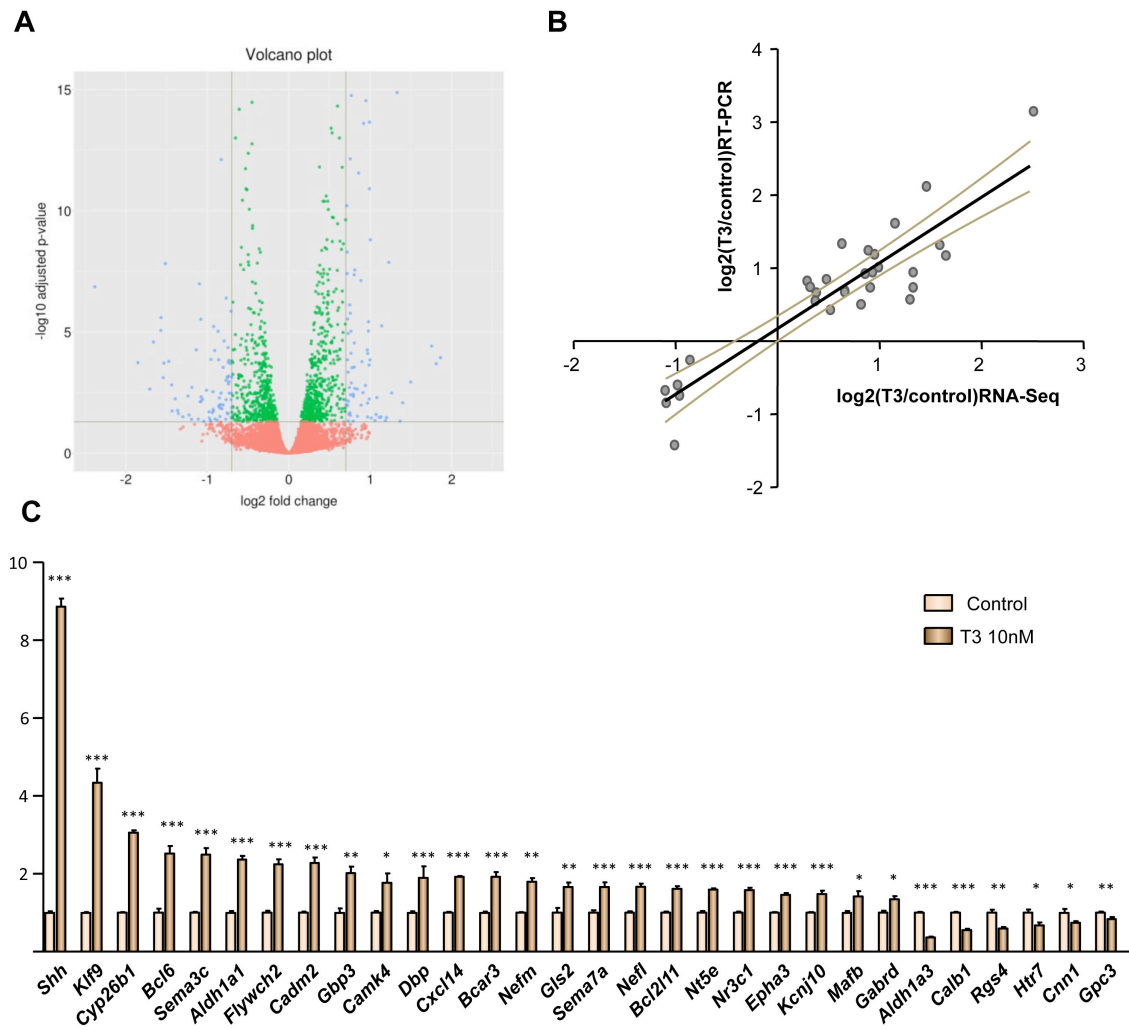 A
Volcano plot
15
10
5
0
-log10 adjusted p-value
-2 -1 0 1 2
log2 fold change
B
4
3
2
1
-1
-2
log2(T3/control)RT-PCR
-2 -1 1 2 3
log2(T3/control)RNA-Seq
C
10
8
6
4
2
Control
T3 10nM
*** *** *** *** *** *** *** *** ** * *** *** *** ** ** *** *** *** *** *** *** *** * * *** *** ** * * **
Shh Klf9 Cyp26b1 Bcl6 Sema3c Aldh1a1 Flywch2 Cadm2 Gbp3 Camk4 Dbp Cxcl14 Bcar3 Nefm Gls2 Sema7a Nefl Bcl2l11 Nt5e Nr3c1 Epha3 Kcnj10 Mafb Gabrd Aldh1a3 Calb1 Rgs4 Htr7 Cnn1 Gpc3